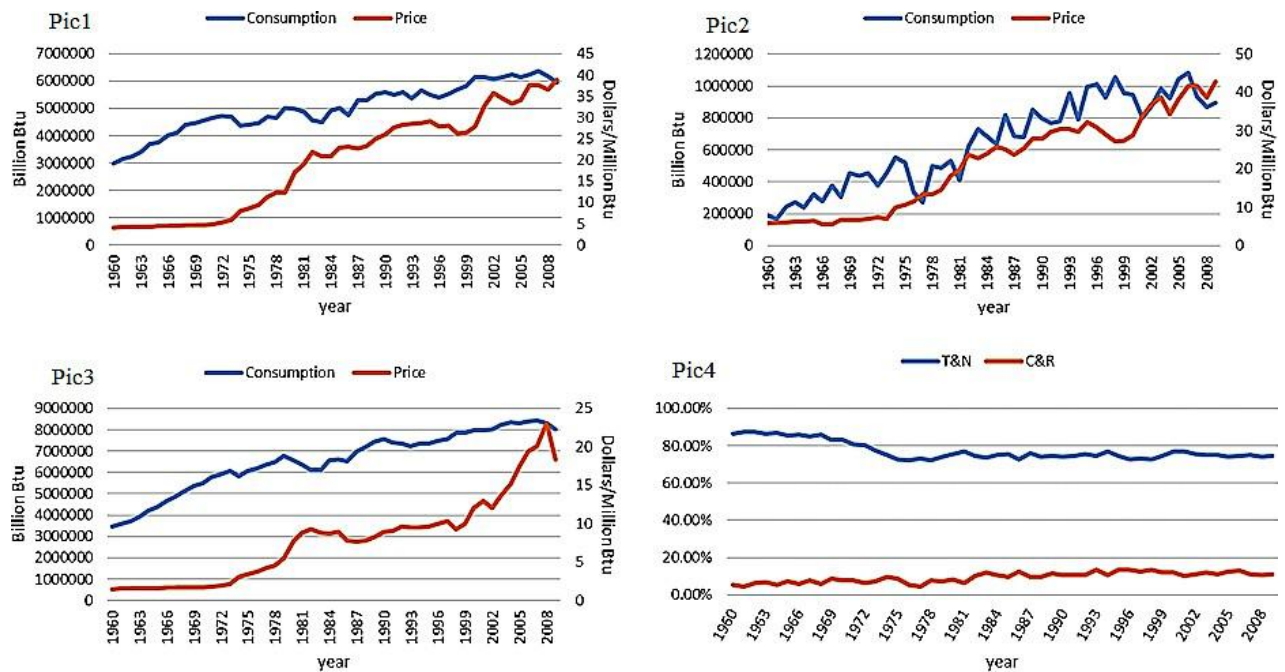 Pic1
Consumption Price
7000000
6000000
5000000
4000000
3000000
2000000
1000000
0
Billion Btu
45
40
35
30
25
20
15
10
5
0
Dollars/Million Btu
1960 1963 1966 1969 1972 1975 1978 1981 1984 1987 1990 1993 1996 1999 2002 2005 2008
year
Pic2
Consumption Price
1200000
1000000
800000
600000
400000
200000
0
Billion Btu
50
40
30
20
10
0
Dollars/Million Btu
1960 1963 1966 1969 1972 1975 1978 1981 1984 1987 1990 1993 1996 1999 2002 2005 2008
year
Pic3
Consumption Price
9000000
8000000
7000000
6000000
5000000
4000000
3000000
2000000
1000000
0
Billion Btu
25
20
15
10
5
0
Dollars/Million Btu
1960 1963 1966 1969 1972 1975 1978 1981 1984 1987 1990 1993 1996 1999 2002 2005 2008
year
Pic4
T&N C&R
100.00%
80.00%
60.00%
40.00%
20.00%
0.00%
1960 1963 1966 1969 1972 1975 1978 1981 1984 1987 1990 1993 1996 1999 2002 2005 2008
year